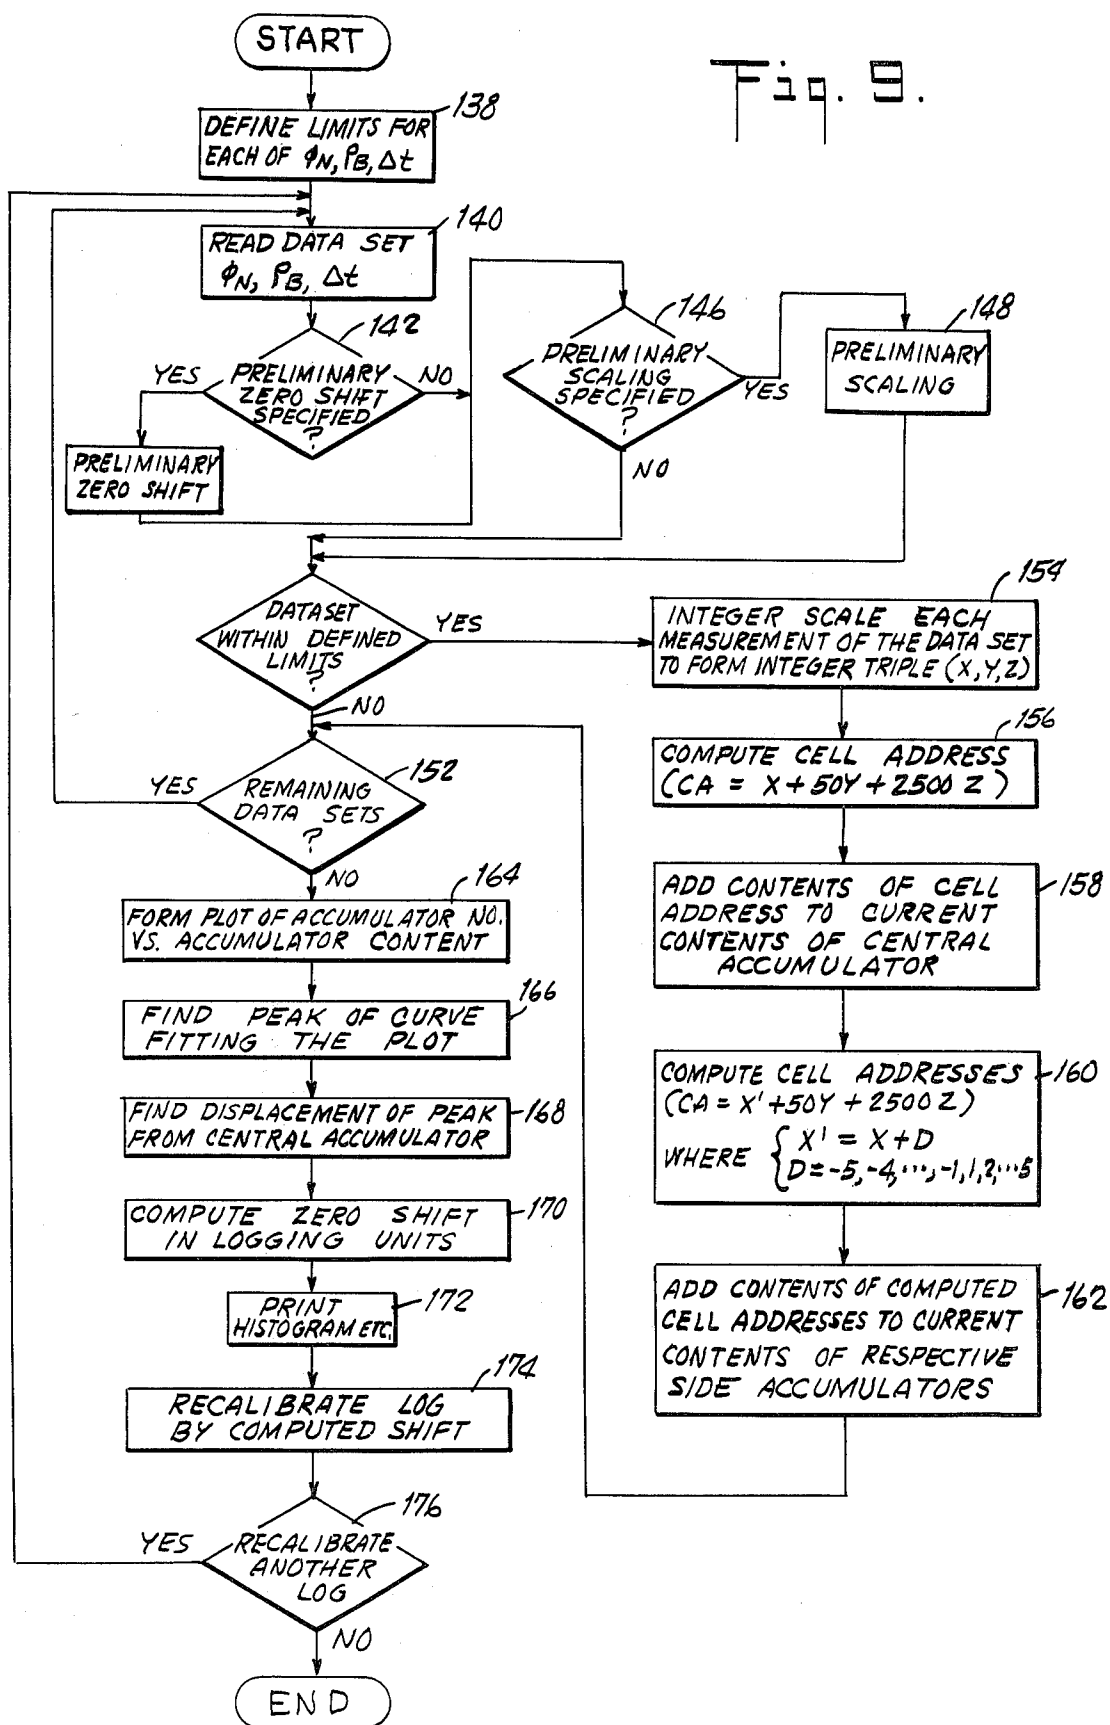 START
Fig. 9.
138
DEFINE LIMITS FOR
EACH OF ϕN, ρB, Δt
140
READ DATA SET
ϕN, ρB, Δt
142
YES
PRELIMINARY
ZERO SHIFT
SPECIFIED
?
NO
PRELIMINARY
ZERO SHIFT
146
PRELIMINARY
SCALING
SPECIFIED
?
YES
NO
148
PRELIMINARY
SCALING
DATASET
WITHIN DEFINED
LIMITS
?
YES
NO
154
INTEGER SCALE EACH
MEASUREMENT OF THE DATA SET
TO FORM INTEGER TRIPLE (X,Y,Z)
156
COMPUTE CELL ADDRESS
(CA = X+50Y+2500 Z)
158
ADD CONTENTS OF CELL
ADDRESS TO CURRENT
CONTENTS OF CENTRAL
ACCUMULATOR
160
COMPUTE CELL ADDRESSES
(CA = X'+50Y+2500 Z)
WHERE { X' = X+D
D=-5,-4,...,-1,1,2,...5
162
ADD CONTENTS OF COMPUTED
CELL ADDRESSES TO CURRENT
CONTENTS OF RESPECTIVE
SIDE ACCUMULATORS
152
YES
REMAINING
DATA SETS
?
NO
164
FORM PLOT OF ACCUMULATOR NO.
VS. ACCUMULATOR CONTENT
166
FIND PEAK OF CURVE
FITTING THE PLOT
168
FIND DISPLACEMENT OF PEAK
FROM CENTRAL ACCUMULATOR
170
COMPUTE ZERO SHIFT
IN LOGGING UNITS
172
PRINT
HISTOGRAM ETC.
174
RECALIBRATE LOG
BY COMPUTED SHIFT
176
YES
RECALIBRATE
ANOTHER
LOG
NO
END